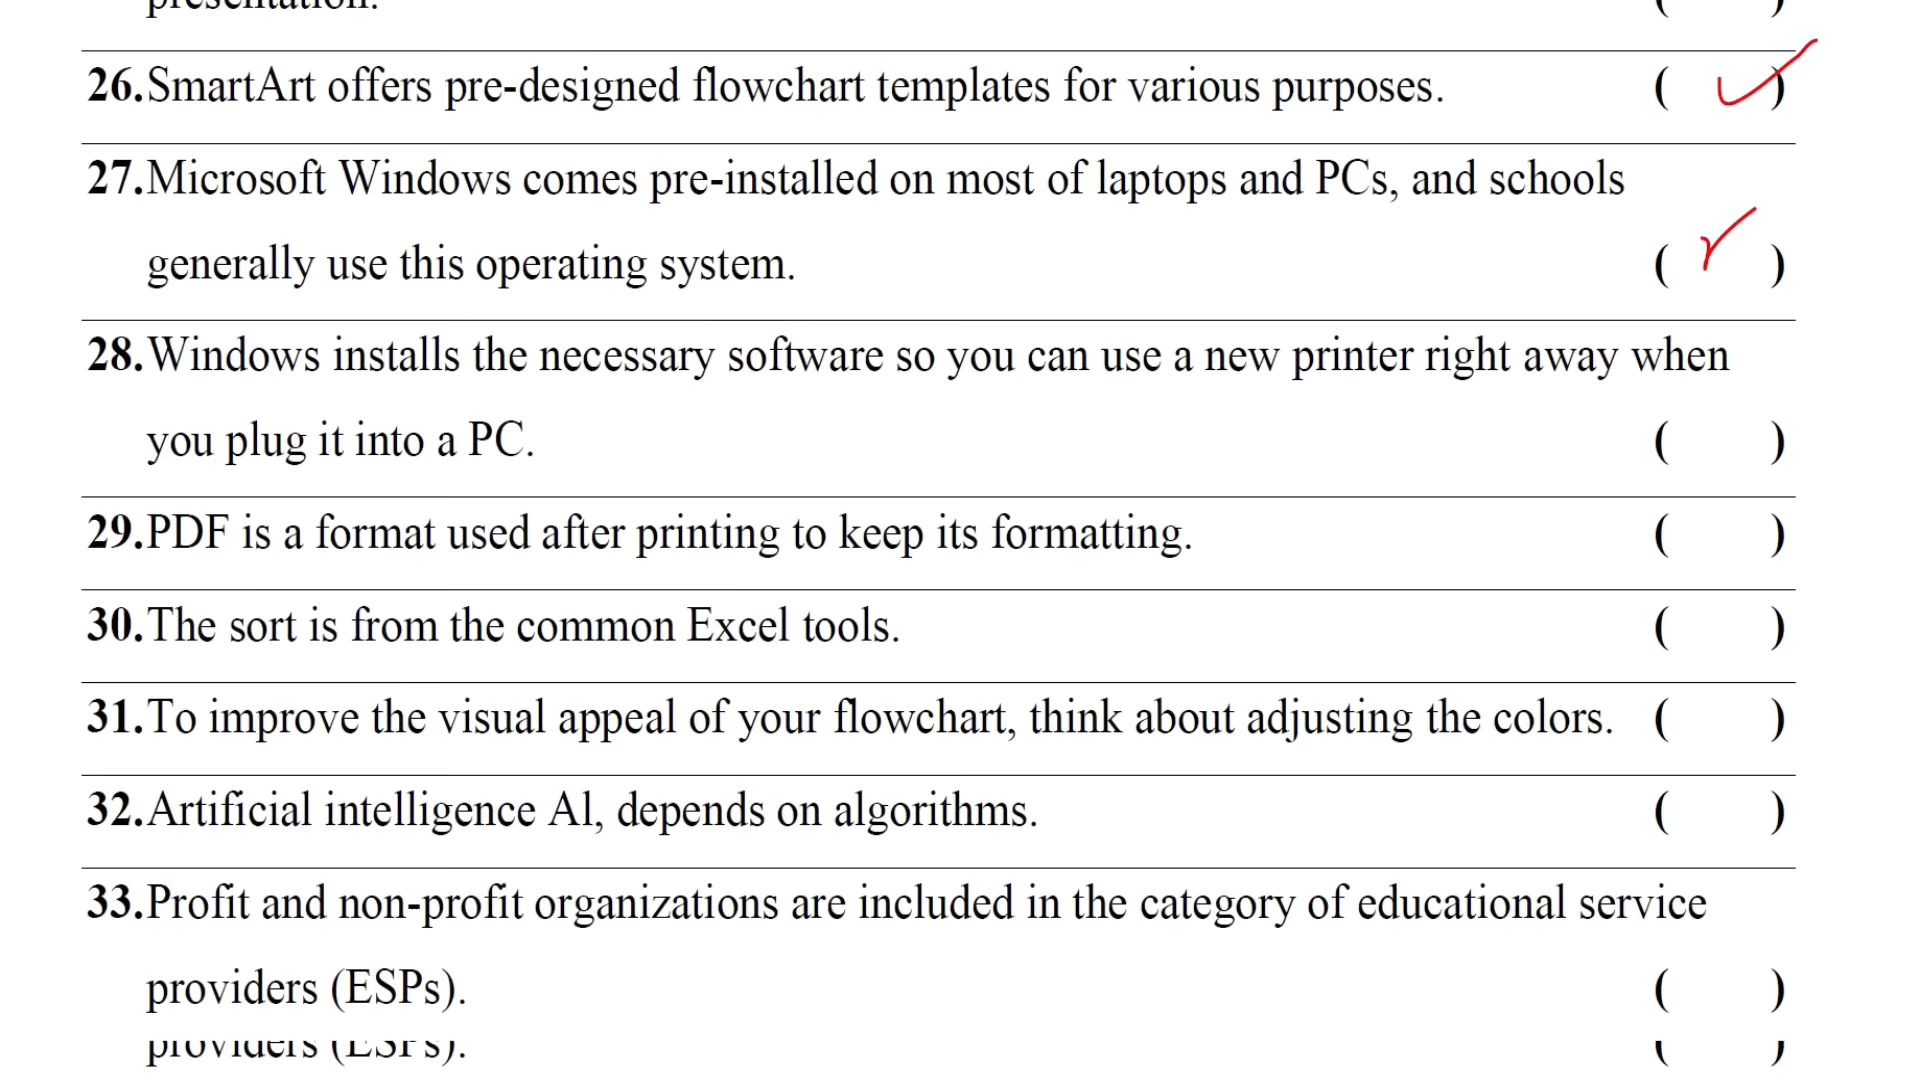 presentation. ( )
26. SmartArt offers pre-designed flowchart templates for various purposes. ( ✓ )
27. Microsoft Windows comes pre-installed on most of laptops and PCs, and schools
generally use this operating system. ( ✓ )
28. Windows installs the necessary software so you can use a new printer right away when
you plug it into a PC. ( )
29. PDF is a format used after printing to keep its formatting. ( )
30. The sort is from the common Excel tools. ( )
31. To improve the visual appeal of your flowchart, think about adjusting the colors. ( )
32. Artificial intelligence Al, depends on algorithms. ( )
33. Profit and non-profit organizations are included in the category of educational service
providers (ESPs). ( )
providers (ESPs). ( )